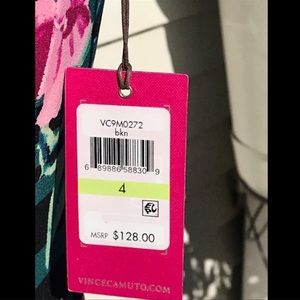 VC9M0272
bkn
6 89886 58830 9
4
MSRP $128.00
VINCECAMUTO.COM